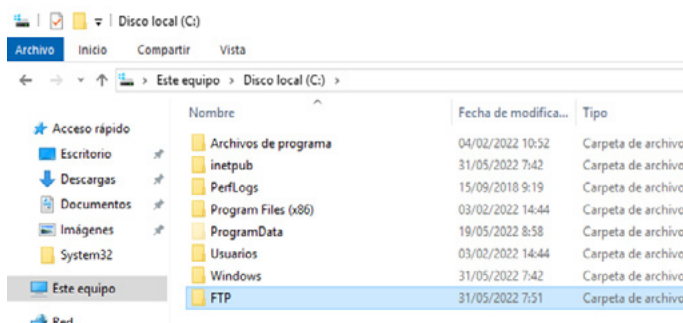 Disco local (C:)
Archivo Inicio Compartir Vista
Este equipo > Disco local (C:) >
Nombre Fecha de modifica... Tipo
Acceso rápido
Escritorio
Descargas
Documentos
Imágenes
System32
Este equipo
Red
Archivos de programa 04/02/2022 10:52 Carpeta de archivo
inetpub 31/05/2022 7:42 Carpeta de archivo
PerfLogs 15/09/2018 9:19 Carpeta de archivo
Program Files (x86) 03/02/2022 14:44 Carpeta de archivo
ProgramData 19/05/2022 8:58 Carpeta de archivo
Usuarios 03/02/2022 14:44 Carpeta de archivo
Windows 31/05/2022 7:42 Carpeta de archivo
FTP 31/05/2022 7:51 Carpeta de archivo